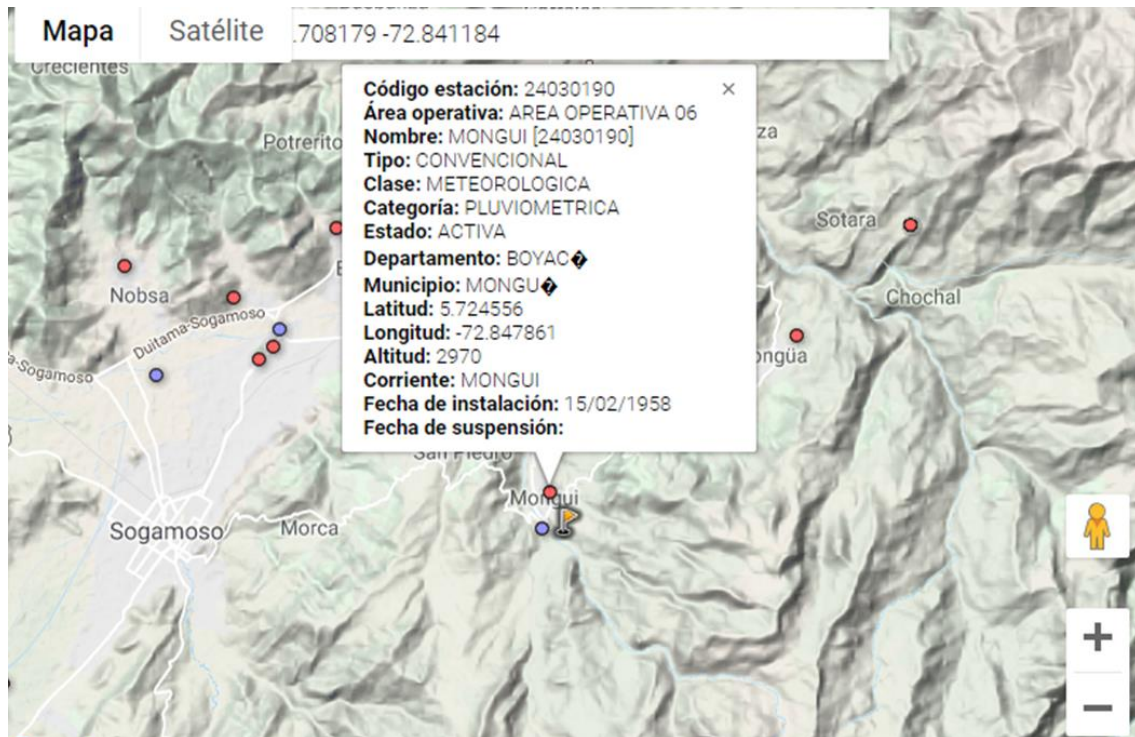 Mapa Satélite .708179 -72.841184
Crecientes
Código estación: 24030190
Área operativa: AREA OPERATIVA 06
Nombre: MONGUI [24030190]
Tipo: CONVENCIONAL
Clase: METEOROLOGICA
Categoría: PLUVIOMETRICA
Estado: ACTIVA
Departamento: BOYAC�
Municipio: MONGU�
Latitud: 5.724556
Longitud: -72.847861
Altitud: 2970
Corriente: MONGUI
Fecha de instalación: 15/02/1958
Fecha de suspensión:
×
Potrerito
za
Sotara
Nobsa
Chochal
Duitama-Sogamoso
ongüa
a-Sogamoso
San Pedro
Mongui
Sogamoso
Morca
+
−